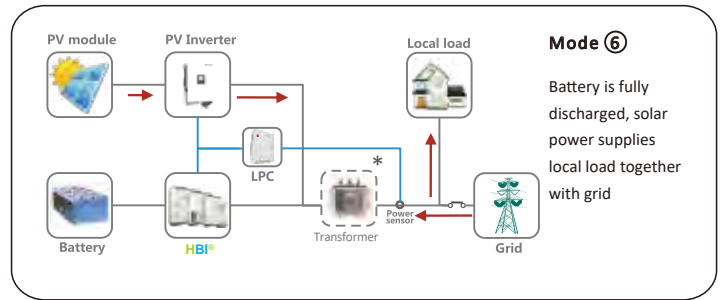 PV module
PV Inverter
Local load
Mode ⑥
Battery is fully
discharged, solar
power supplies
local load together
with grid
LPC
*
Battery
HBI®
Transformer
Power
sensor
Grid